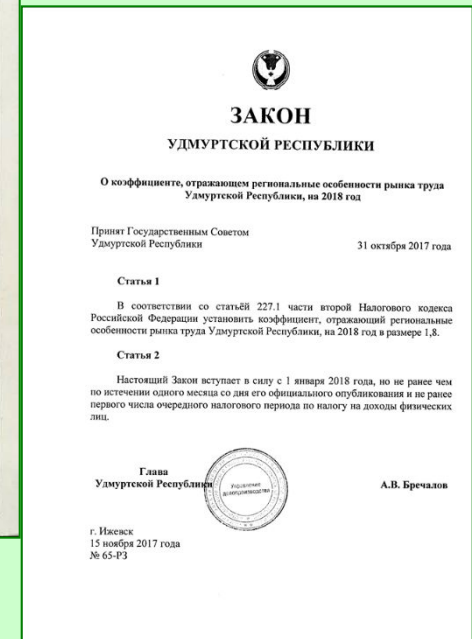 ЗАКОН
УДМУРТСКОЙ РЕСПУБЛИКИ
О коэффициенте, отражающем региональные особенности рынка труда
Удмуртской Республики, на 2018 год
Принят Государственным Советом
Удмуртской Республики 31 октября 2017 года
Статья 1
В соответствии со статьёй 227.1 части второй Налогового кодекса
Российской Федерации установить коэффициент, отражающий региональные
особенности рынка труда Удмуртской Республики, на 2018 год в размере 1,8.
Статья 2
Настоящий Закон вступает в силу с 1 января 2018 года, но не ранее чем
по истечении одного месяца со дня его официального опубликования и не ранее
первого числа очередного налогового периода по налогу на доходы физических
лиц.
Глава
Удмуртской Республики А.В. Бречалов
Управление
делопроизводства
г. Ижевск
15 ноября 2017 года
№ 65-РЗ